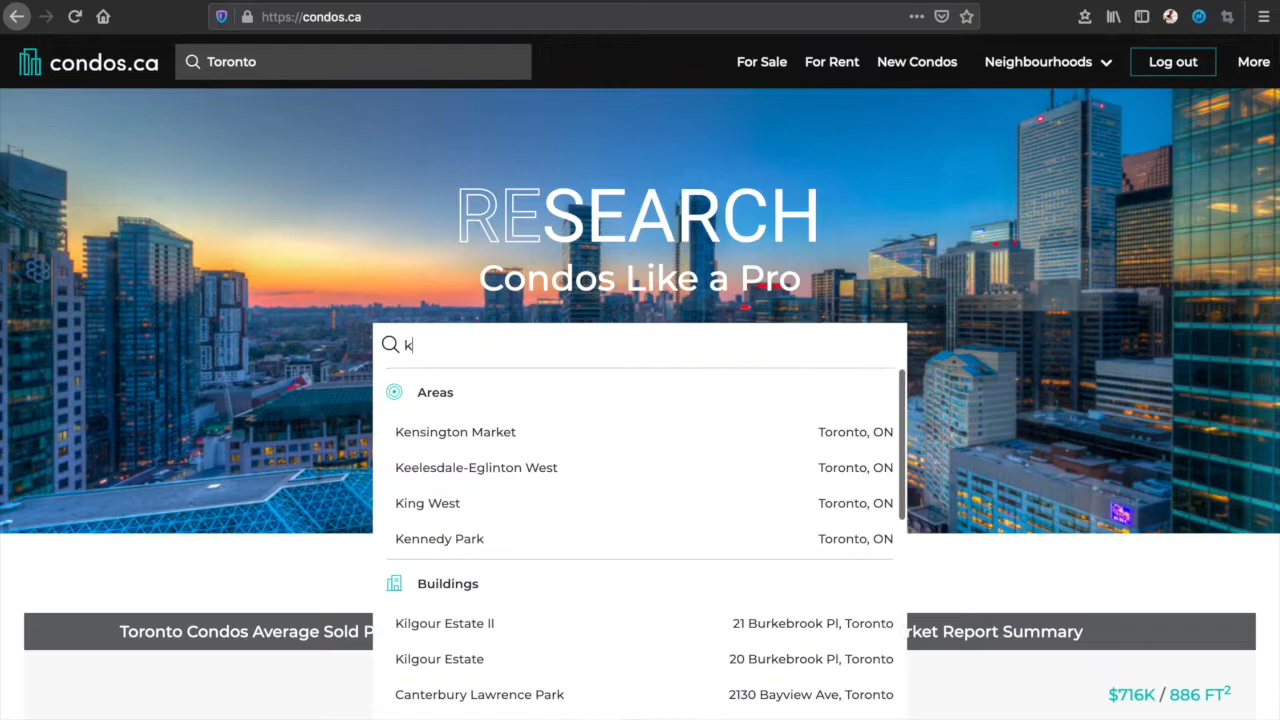 https://condos.ca
condos.ca
Toronto
For Sale
For Rent
New Condos
Neighbourhoods
Log out
More
RESEARCH
Condos Like a Pro
k
Areas
Kensington Market Toronto, ON
Keelesdale-Eglinton West Toronto, ON
King West Toronto, ON
Kennedy Park Toronto, ON
Buildings
Kilgour Estate II 21 Burkebrook Pl, Toronto
Kilgour Estate 20 Burkebrook Pl, Toronto
Canterbury Lawrence Park 2130 Bayview Ave, Toronto
Toronto Condos Average Sold P
rket Report Summary
$716K / 886 FT²